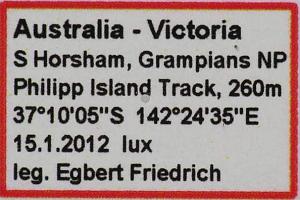 Australia - Victoria
S Horsham, Grampians NP
Philipp Island Track, 260m
37°10'05"S 142°24'35"E
15.1.2012 lux
leg. Egbert Friedrich